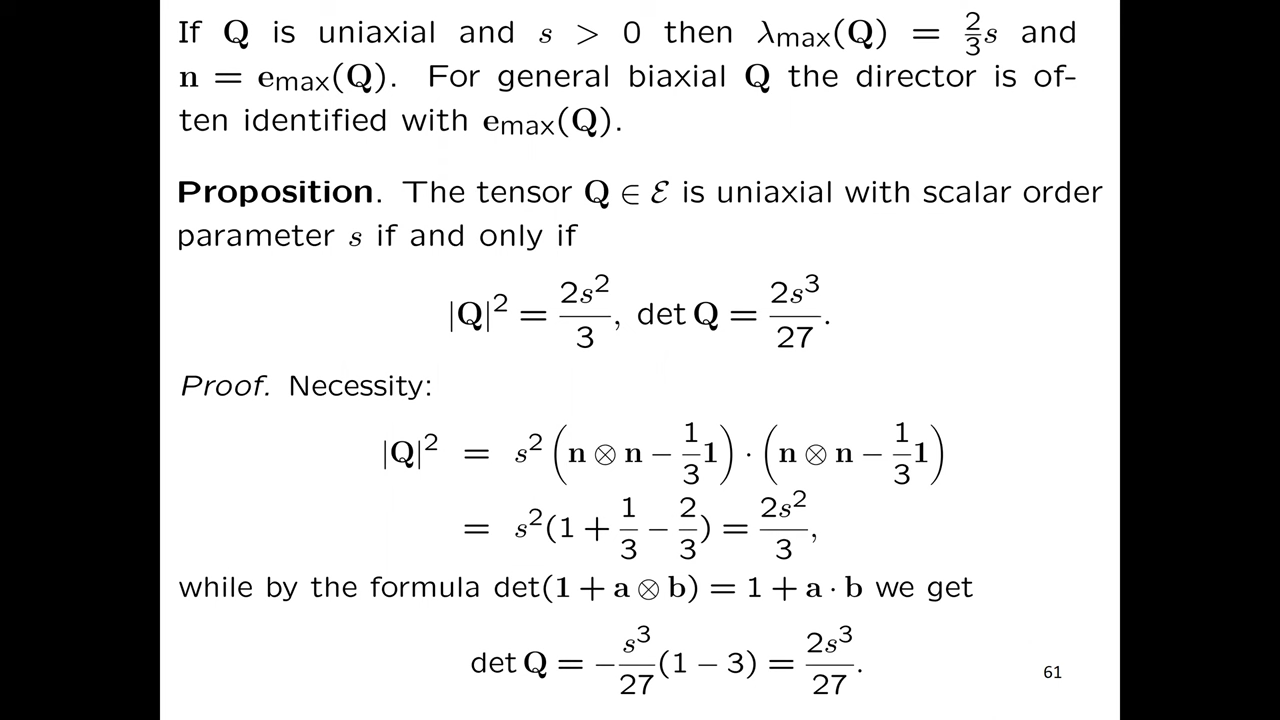 If Q is uniaxial and s > 0 then λmax(Q) = 2/3 s and
n = emax(Q). For general biaxial Q the director is of-
ten identified with emax(Q).
Proposition. The tensor Q ∈ ℰ is uniaxial with scalar order
parameter s if and only if
|Q|² = 2s²/3, det Q = 2s³/27.
Proof. Necessity:
|Q|² = s² (n ⊗ n − 1/3 1) · (n ⊗ n − 1/3 1)
= s²(1 + 1/3 − 2/3) = 2s²/3,
while by the formula det(1 + a ⊗ b) = 1 + a · b we get
det Q = − s³/27 (1 − 3) = 2s³/27.
61